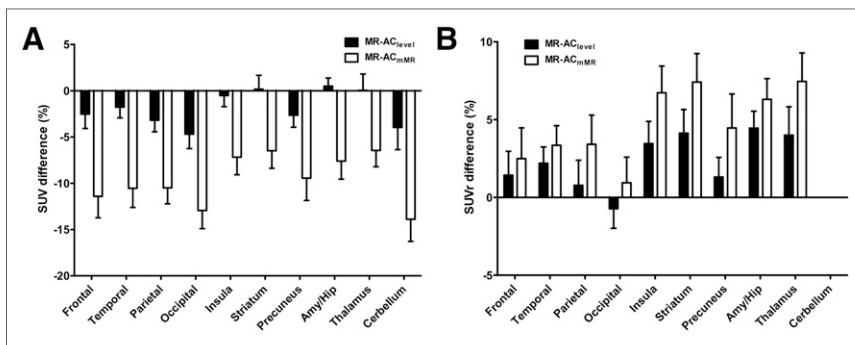 A
MR-AClevel
MR-ACmMR
SUV difference (%)
5
0
-5
-10
-15
-20
Frontal
Temporal
Parietal
Occipital
Insula
Striatum
Precuneus
Amy/Hip
Thalamus
Cerbellum
B
MR-AClevel
MR-ACmMR
SUVr difference (%)
10
5
0
-5
Frontal
Temporal
Parietal
Occipital
Insula
Striatum
Precuneus
Amy/Hip
Thalamus
Cerbellum